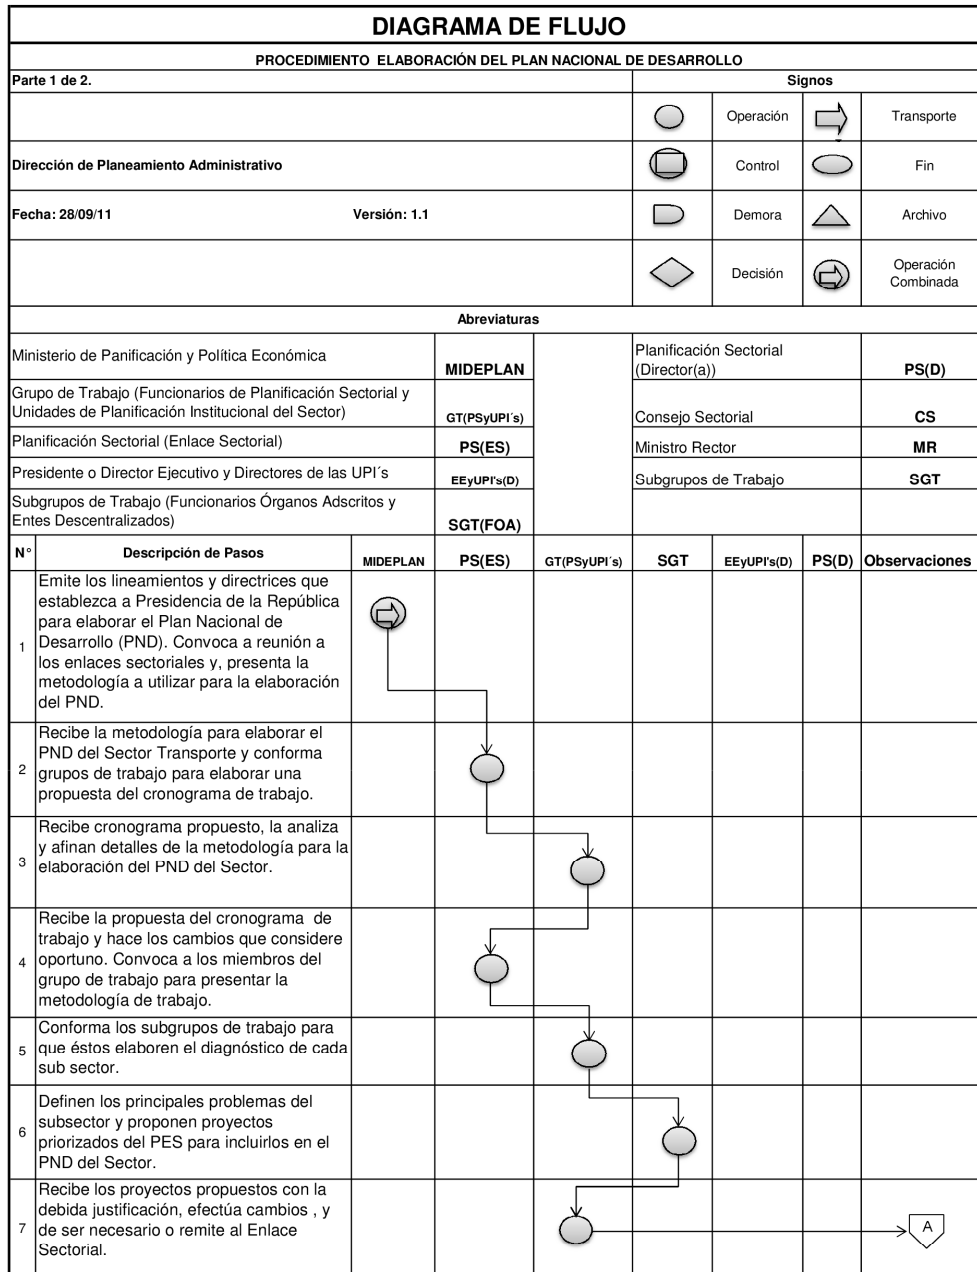 DIAGRAMA DE FLUJO
PROCEDIMIENTO ELABORACIÓN DEL PLAN NACIONAL DE DESARROLLO
Parte 1 de 2.
Signos
Operación
Transporte
Dirección de Planeamiento Administrativo
Control
Fin
Fecha: 28/09/11
Versión: 1.1
Demora
Archivo
Decisión
Operación
Combinada
Abreviaturas
Ministerio de Panificación y Política Económica
MIDEPLAN
Planificación Sectorial
(Director(a))
PS(D)
Grupo de Trabajo (Funcionarios de Planificación Sectorial y
Unidades de Planificación Institucional del Sector)
GT(PSyUPI´s)
Consejo Sectorial
CS
Planificación Sectorial (Enlace Sectorial)
PS(ES)
Ministro Rector
MR
Presidente o Director Ejecutivo y Directores de las UPI´s
EEyUPI's(D)
Subgrupos de Trabajo
SGT
Subgrupos de Trabajo (Funcionarios Órganos Adscritos y
Entes Descentralizados)
SGT(FOA)
N° Descripción de Pasos MIDEPLAN PS(ES) GT(PSyUPI´s) SGT EEyUPI's(D) PS(D) Observaciones
1
Emite los lineamientos y directrices que
establezca a Presidencia de la República
para elaborar el Plan Nacional de
Desarrollo (PND). Convoca a reunión a
los enlaces sectoriales y, presenta la
metodología a utilizar para la elaboración
del PND.
2
Recibe la metodología para elaborar el
PND del Sector Transporte y conforma
grupos de trabajo para elaborar una
propuesta del cronograma de trabajo.
3
Recibe cronograma propuesto, la analiza
y afinan detalles de la metodología para la
elaboración del PND del Sector.
4
Recibe la propuesta del cronograma de
trabajo y hace los cambios que considere
oportuno. Convoca a los miembros del
grupo de trabajo para presentar la
metodología de trabajo.
5
Conforma los subgrupos de trabajo para
que éstos elaboren el diagnóstico de cada
sub sector.
6
Definen los principales problemas del
subsector y proponen proyectos
priorizados del PES para incluirlos en el
PND del Sector.
7
Recibe los proyectos propuestos con la
debida justificación, efectúa cambios , y
de ser necesario o remite al Enlace
Sectorial.
A